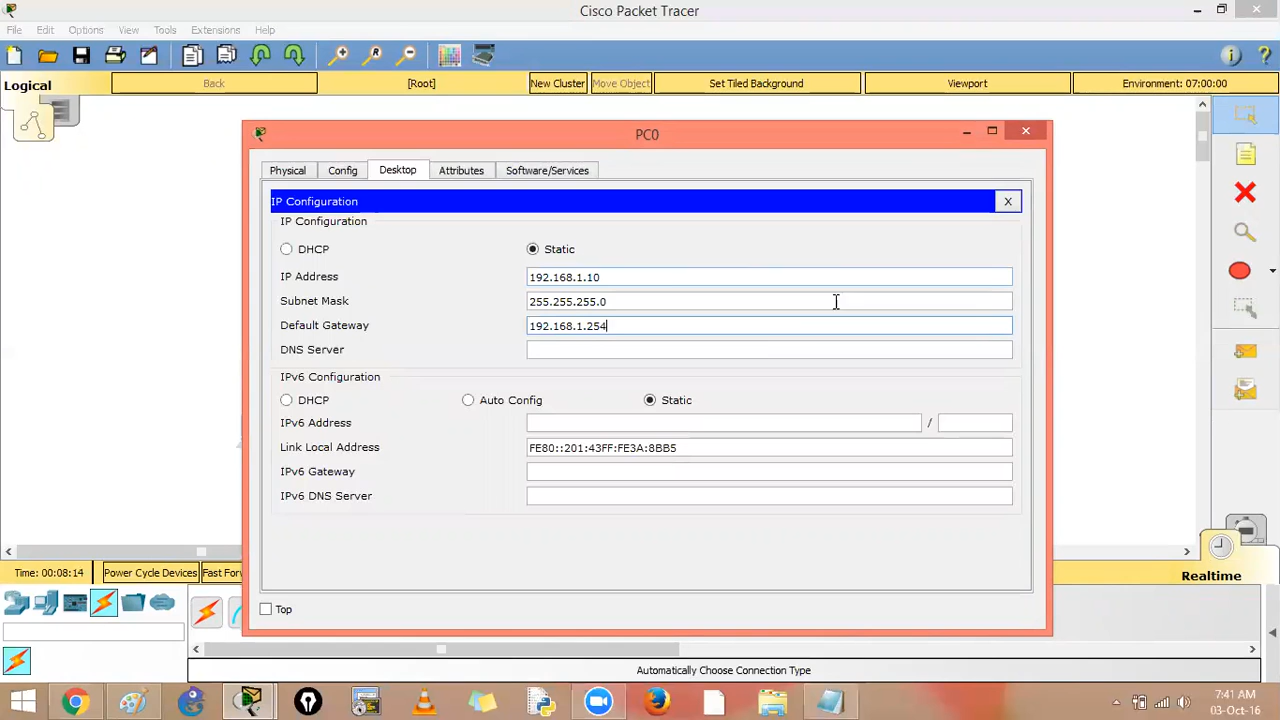 Cisco Packet Tracer
File Edit Options View Tools Extensions Help
Logical Back [Root] New Cluster Move Object Set Tiled Background Viewport Environment: 07:00:00
PC0
Physical Config Desktop Attributes Software/Services
IP Configuration X
IP Configuration
DHCP Static
IP Address 192.168.1.10
Subnet Mask 255.255.255.0
Default Gateway 192.168.1.254
DNS Server
IPv6 Configuration
DHCP Auto Config Static
IPv6 Address /
Link Local Address FE80::201:43FF:FE3A:8BB5
IPv6 Gateway
IPv6 DNS Server
Time: 00:08:14 Power Cycle Devices Fast For Realtime
Top
Automatically Choose Connection Type
7:41 AM
03-Oct-16